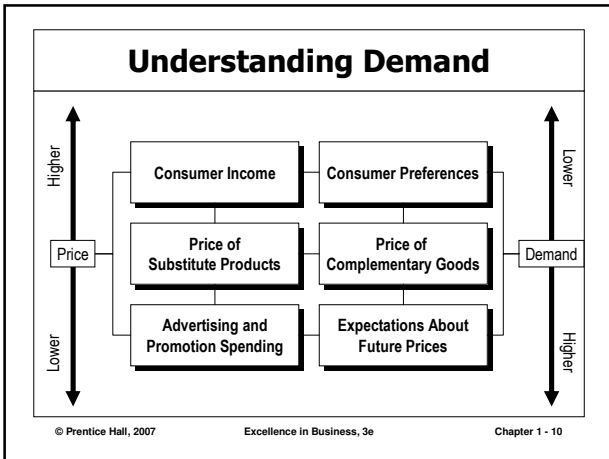 Understanding Demand
Higher
Lower
Consumer Income
Consumer Preferences
Price
Price of
Substitute Products
Price of
Complementary Goods
Demand
Advertising and
Promotion Spending
Expectations About
Future Prices
Lower
Higher
© Prentice Hall, 2007
Excellence in Business, 3e
Chapter 1 - 10